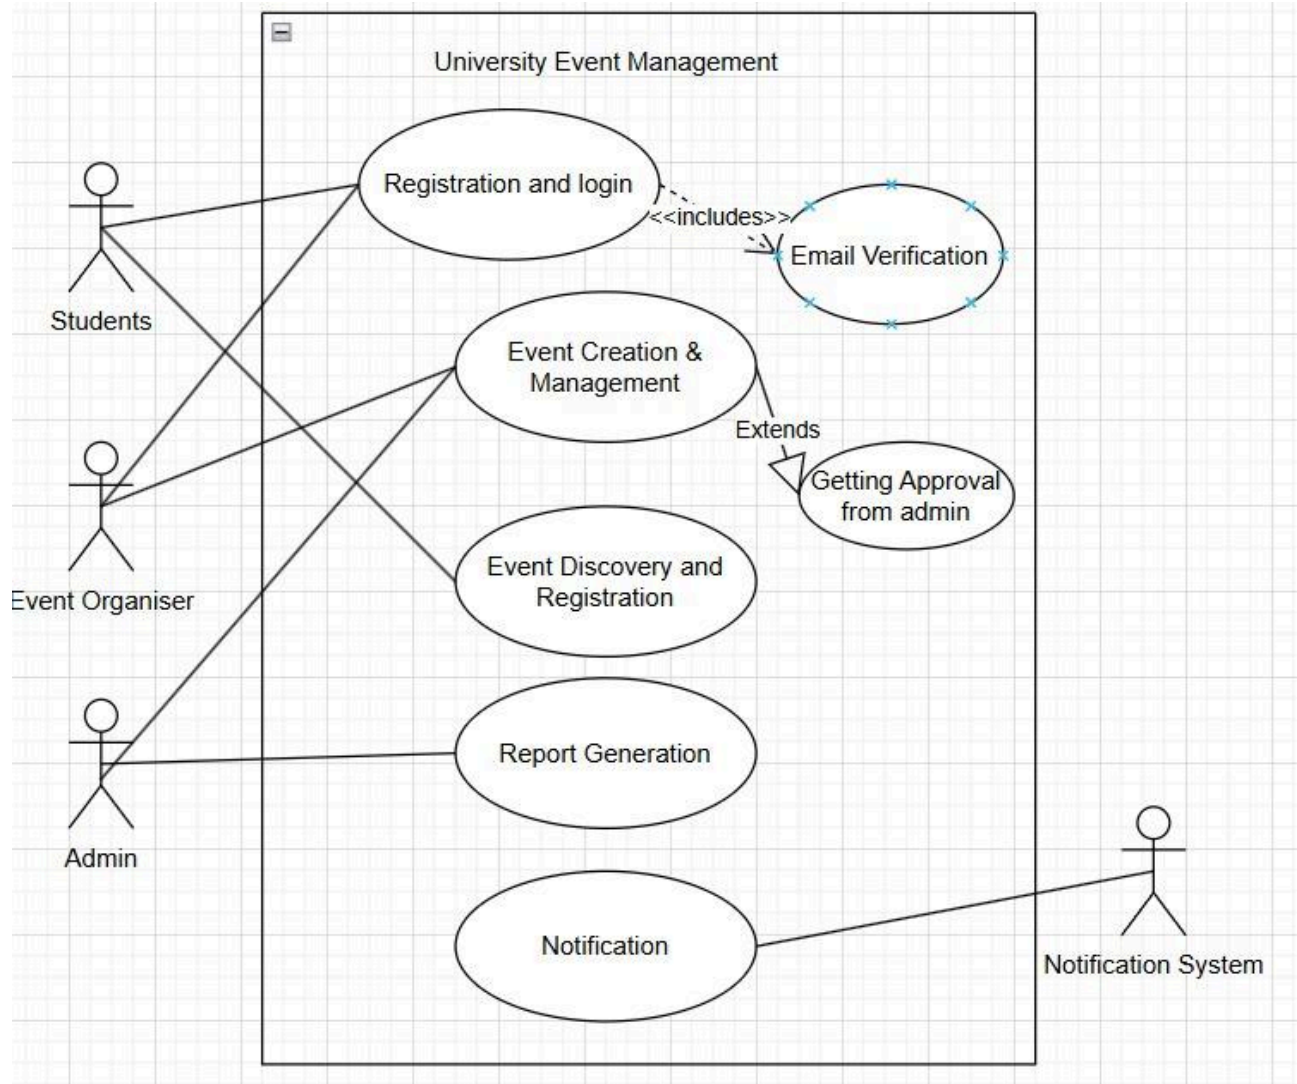 University Event Management
Registration and login
<<includes>>
Email Verification
Students
Event Creation &
Management
Extends
Getting Approval
from admin
Event Discovery and
Registration
Event Organiser
Report Generation
Admin
Notification
Notification System